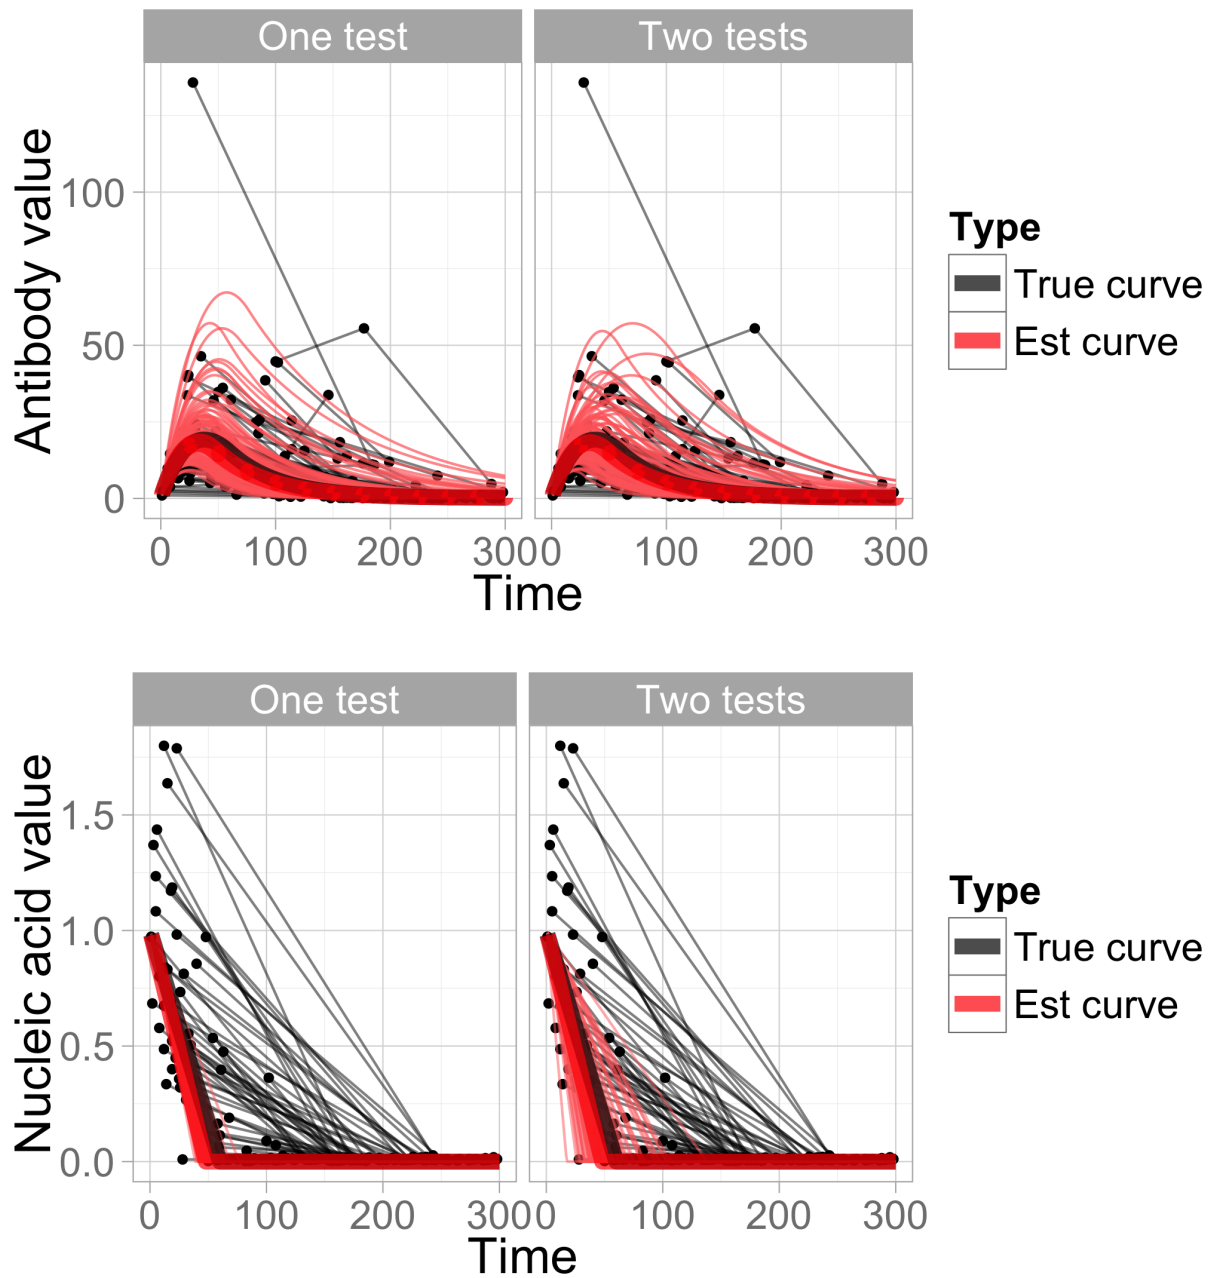 One test
Two tests
Antibody value
100
50
0
0 100 200 300
0 100 200 300
Time
Type
True curve
Est curve
One test
Two tests
Nucleic acid value
1.5
1.0
0.5
0.0
0 100 200 300
0 100 200 300
Time
Type
True curve
Est curve